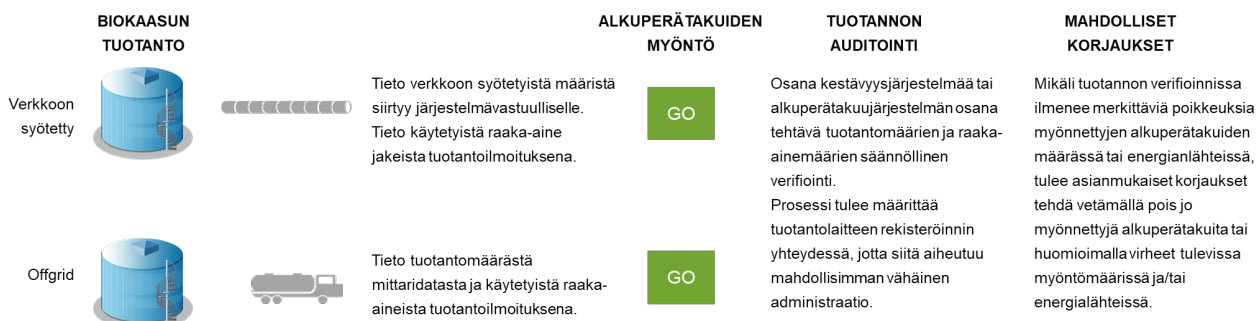 BIOKAASUN
TUOTANTO
ALKUPERÄTAKUIDEN
MYÖNTÖ
TUOTANNON
AUDITOINTI
MAHDOLLISET
KORJAUKSET
Verkkoon
syötetty
Tieto verkkoon syötetyistä määristä
siirtyy järjestelmävastuulliselle.
Tieto käytetyistä raaka-aine
jakeista tuotantoilmoituksena.
GO
Offgrid
Tieto tuotantomäärästä
mittaridatasta ja käytetyistä raaka-
aineista tuotantoilmoituksena.
GO
Osana kestävyysjärjestelmää tai
alkuperätakuujärjestelmän osana
tehtävä tuotantomäärien ja raaka-
ainemäärien säännöllinen
verifiointi.
Prosessi tulee määrittää
tuotantolaitteen rekisteröinnin
yhteydessä, jotta siitä aiheutuu
mahdollisimman vähäinen
administraatio.
Mikäli tuotannon verifioinnissa
ilmenee merkittäviä poikkeuksia
myönnettyjen alkuperätakuiden
määrässä tai energianlähteissä,
tulee asianmukaiset korjaukset
tehdä vetämällä pois jo
myönnettyjä alkuperätakuita tai
huomioimalla virheet tulevissa
myöntömäärissä ja/tai
energialähteissä.